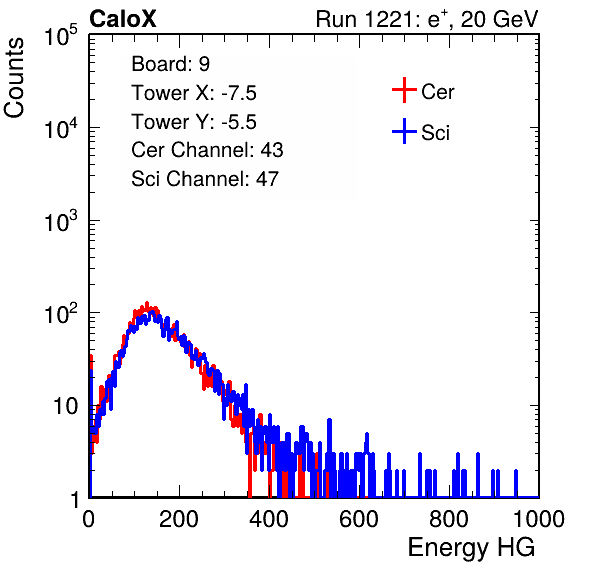 CaloX Run 1221: e⁺, 20 GeV
Counts
10⁵
10⁴
10³
10²
10
1
Board: 9
Tower X: -7.5
Tower Y: -5.5
Cer Channel: 43
Sci Channel: 47
Cer
Sci
0 200 400 600 800 1000
Energy HG